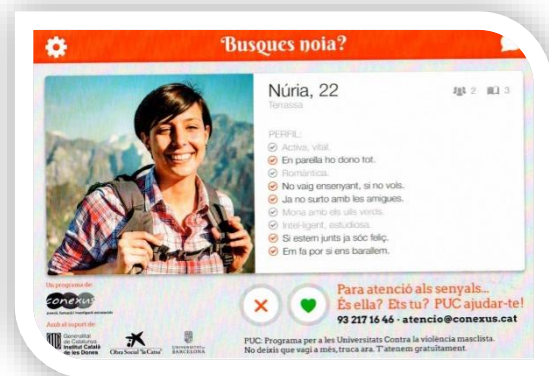 Busques noia?
Núria, 22
2
3
Terrassa
PERFIL:
Activa, vital.
En parella ho dono tot.
Romàntica.
No vaig ensenyant, si no vols.
Ja no surto amb les amigues.
Mona amb els ulls verds.
Intel·ligent, estudiosa.
Si estem junts ja sóc feliç.
Em fa por si ens barallem.
Un programa de:
conexus
Amb el suport de:
Generalitat
de Catalunya
Institut Català
de les Dones
Obra Social "la Caixa"
UNIVERSITAT DE
BARCELONA
Para atenció als senyals...
És ella? Ets tu? PUC ajudar-te!
93 217 16 46 - atencio@conexus.cat
PUC: Programa per a les Universitats Contra la violència masclista.
No deixis que vagi a més, truca ara. T'atenem gratuïtament.